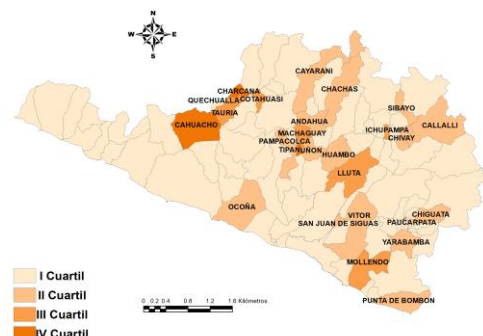 N
W E
S
CAYARANI
CHARCANA
CHACHAS
QUECHUALLA COTAHUASI
TAURIA
SIBAYO
CAHUACHO
ANDAHUA
CALLALLI
MACHAGUAY
ICHUPAMPA
CHIVAY
PAMPACOLCA
TIPAN UÑON
HUAMBO
LLUTA
OCOÑA
VITOR
CHIGUATA
SAN JUAN DE SIGUAS
PAUCARPATA
YARABAMBA
MOLLENDO
PUNTA DE BOMBON
I Cuartil
II Cuartil
III Cuartil
IV Cuartil
0 0.2 0.4 0.8 1.2 1.6 Kilómetros